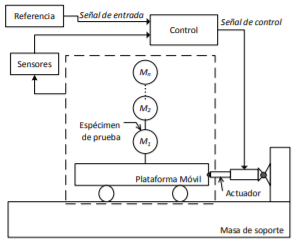 Referencia
Señal de entrada
Control
Señal de control
Sensores
Mn
M2
Espécimen
de prueba
M1
Plataforma Móvil
Actuador
Masa de soporte